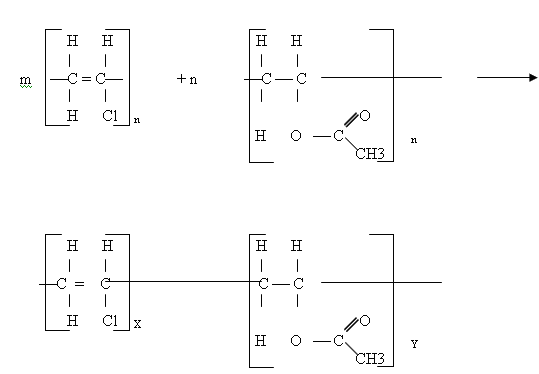 H H H H
m C = C + n C C
H Cl n H O C O CH3 n
H H H H
C = C C C
H Cl X H O C O CH3 Y